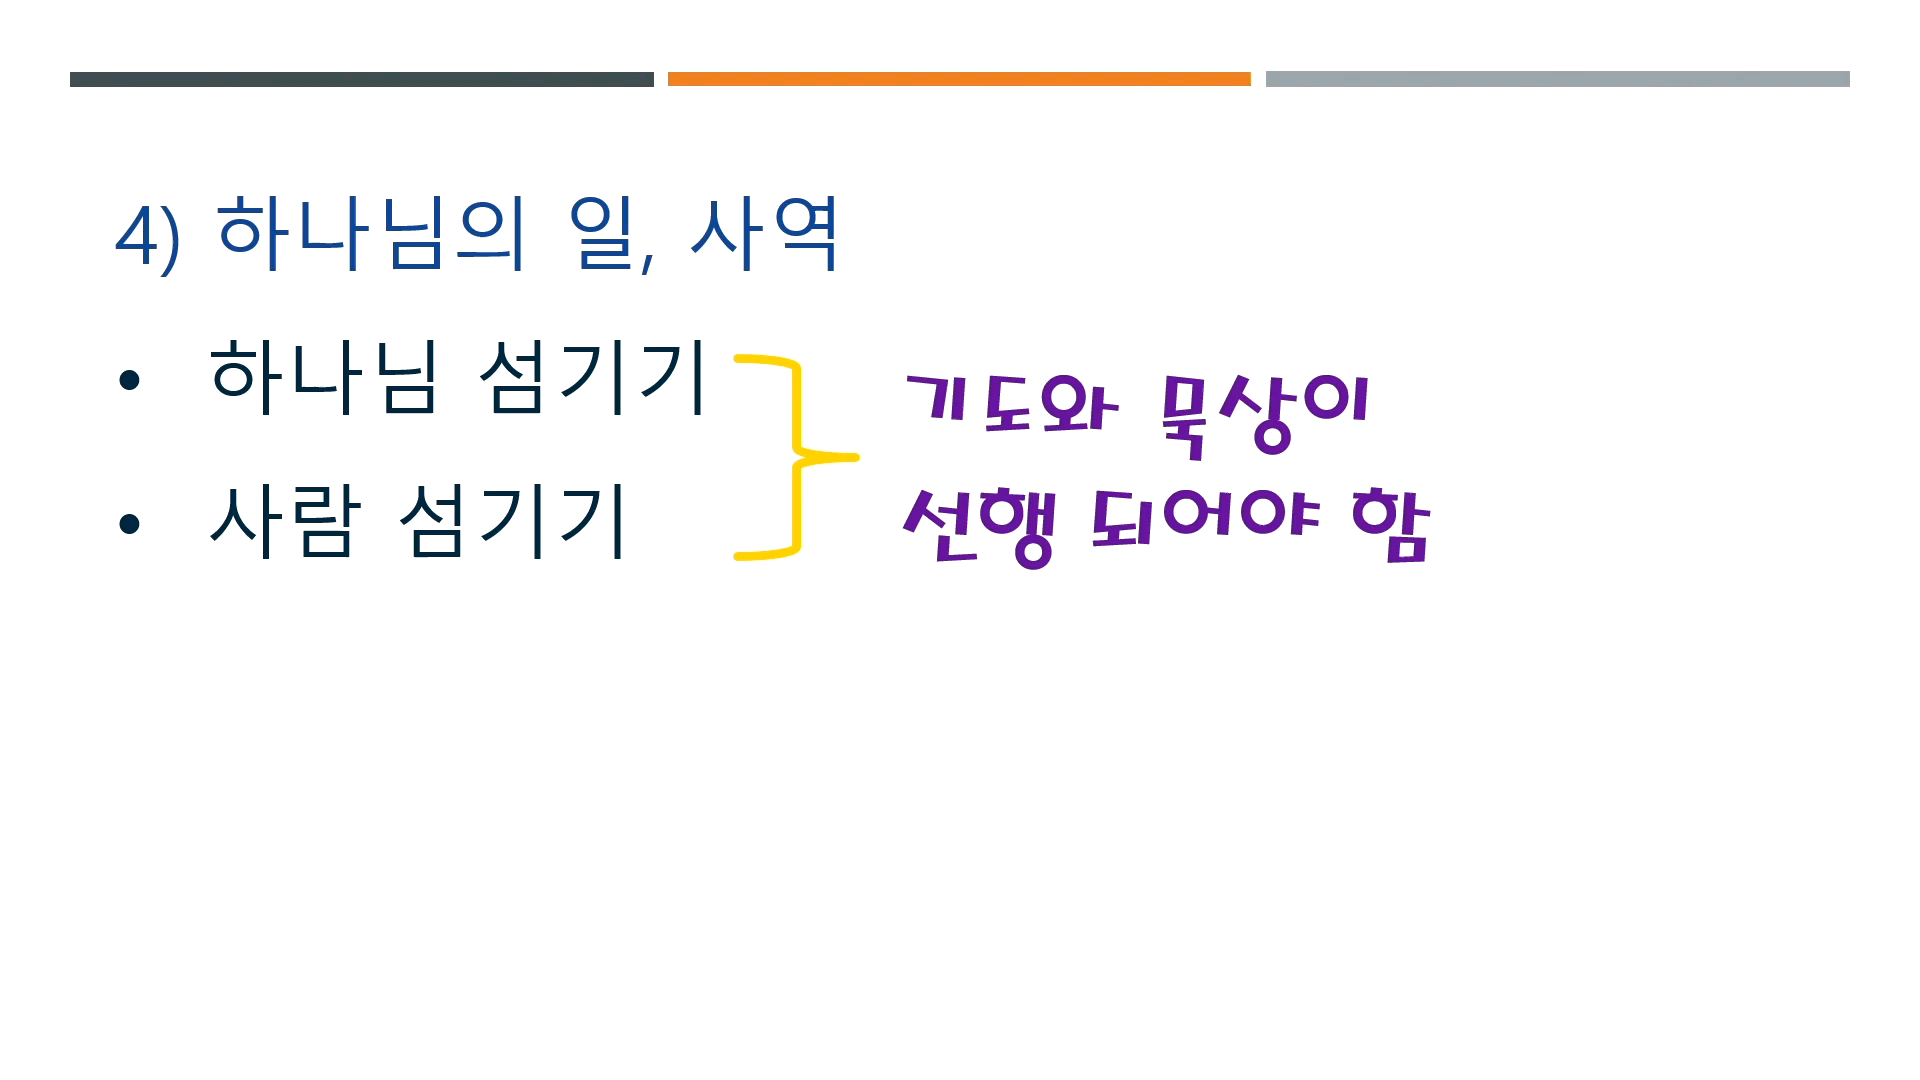 4) 하나님의 일, 사역
• 하나님 섬기기
• 사람 섬기기
기도와 묵상이
선행 되어야 함